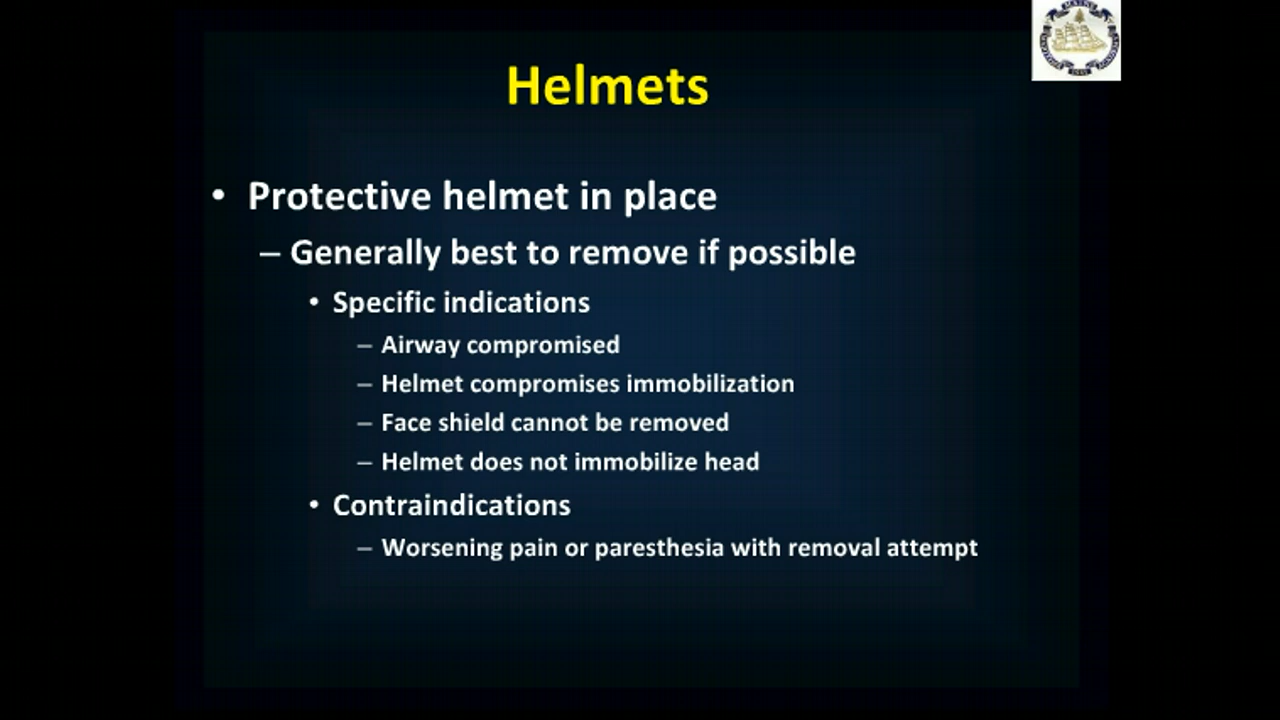 Helmets
• Protective helmet in place
– Generally best to remove if possible
• Specific indications
– Airway compromised
– Helmet compromises immobilization
– Face shield cannot be removed
– Helmet does not immobilize head
• Contraindications
– Worsening pain or paresthesia with removal attempt